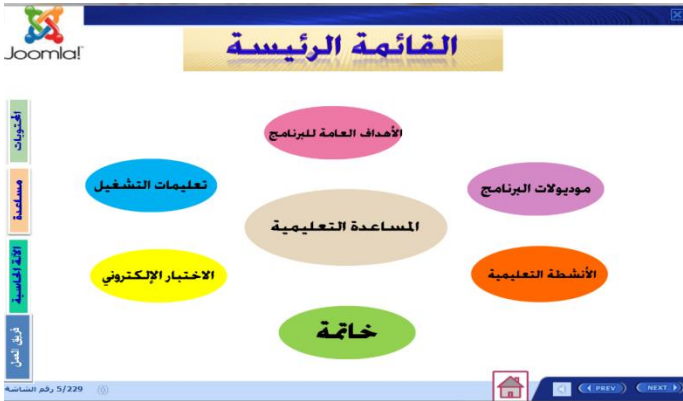 Joomla!
القائمة الرئيسة
الأهداف العامة للبرنامج
موديولات البرنامج
تعليمات التشغيل
المساعدة التعليمية
الأنشطة التعليمية
الاختبار الإلكتروني
خاتمة
المحتويات
مساعدة
الآلة الحاسبة
فريق العمل
5/229 رقم الشاشة
PREV
NEXT